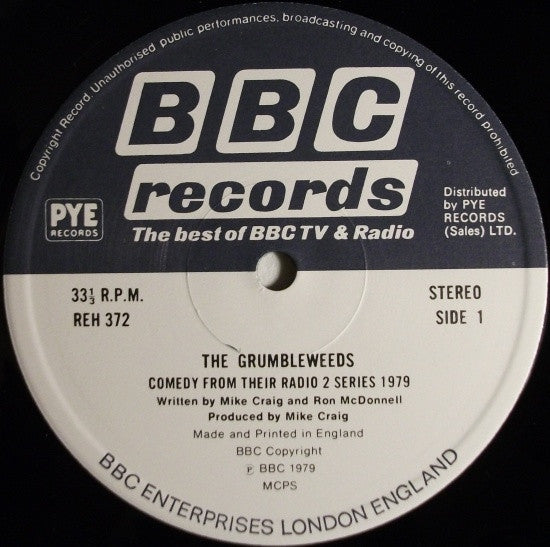 Copyright Record. Unauthorised public performances, broadcasting and copying of this record prohibited
BBC
records
The best of BBC TV & Radio
PYE
RECORDS
Distributed
by PYE
RECORDS
(Sales) LTD.
33⅓ R.P.M.
REH 372
STEREO
SIDE 1
THE GRUMBLEWEEDS
COMEDY FROM THEIR RADIO 2 SERIES 1979
Written by Mike Craig and Ron McDonnell
Produced by Mike Craig
Made and Printed in England
BBC Copyright
℗ BBC 1979
MCPS
BBC ENTERPRISES LONDON ENGLAND